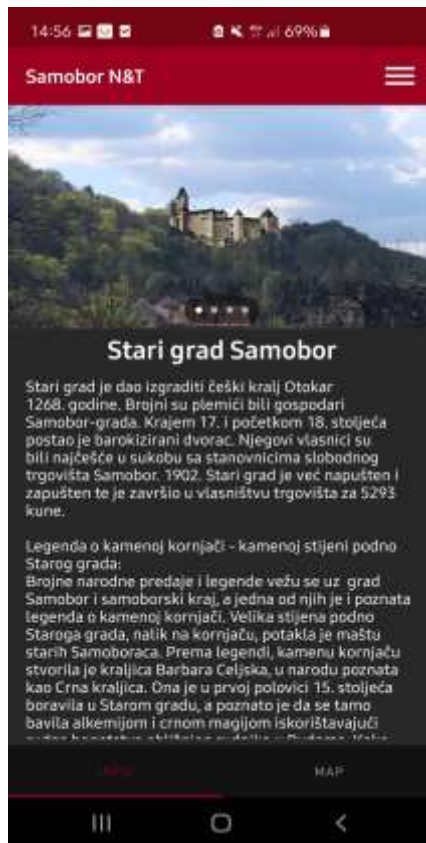 14:56 69%
Samobor N&T
Stari grad Samobor
Stari grad je dao izgraditi češki kralj Otokar
1268. godine. Brojni su plemići bili gospodari
Samobor-grada. Krajem 17. i početkom 18. stoljeća
postao je barokizirani dvorac. Njegovi vlasnici su
bili najčešće u sukobu sa stanovnicima slobodnog
trgovišta Samobor. 1902. Stari grad je već napušten i
zapušten te je završio u vlasništvu trgovišta za 5293
kune.
Legenda o kamenoj kornjači - kamenoj stijeni podno
Starog grada:
Brojne narodne predaje i legende vežu se uz grad
Samobor i samoborski kraj, a jedna od njih je i poznata
legenda o kamenoj kornjači. Velika stijena podno
Staroga grada, nalik na kornjaču, potakla je maštu
starih Samoboraca. Prema legendi, kamenu kornjaču
stvorila je kraljica Barbara Celjska, u narodu poznata
kao Crna kraljica. Ona je u prvoj polovici 15. stoljeća
boravila u Starom gradu, a poznato je da se tamo
bavila alkemijom i crnom magijom iskorištavajući
INFO
MAP